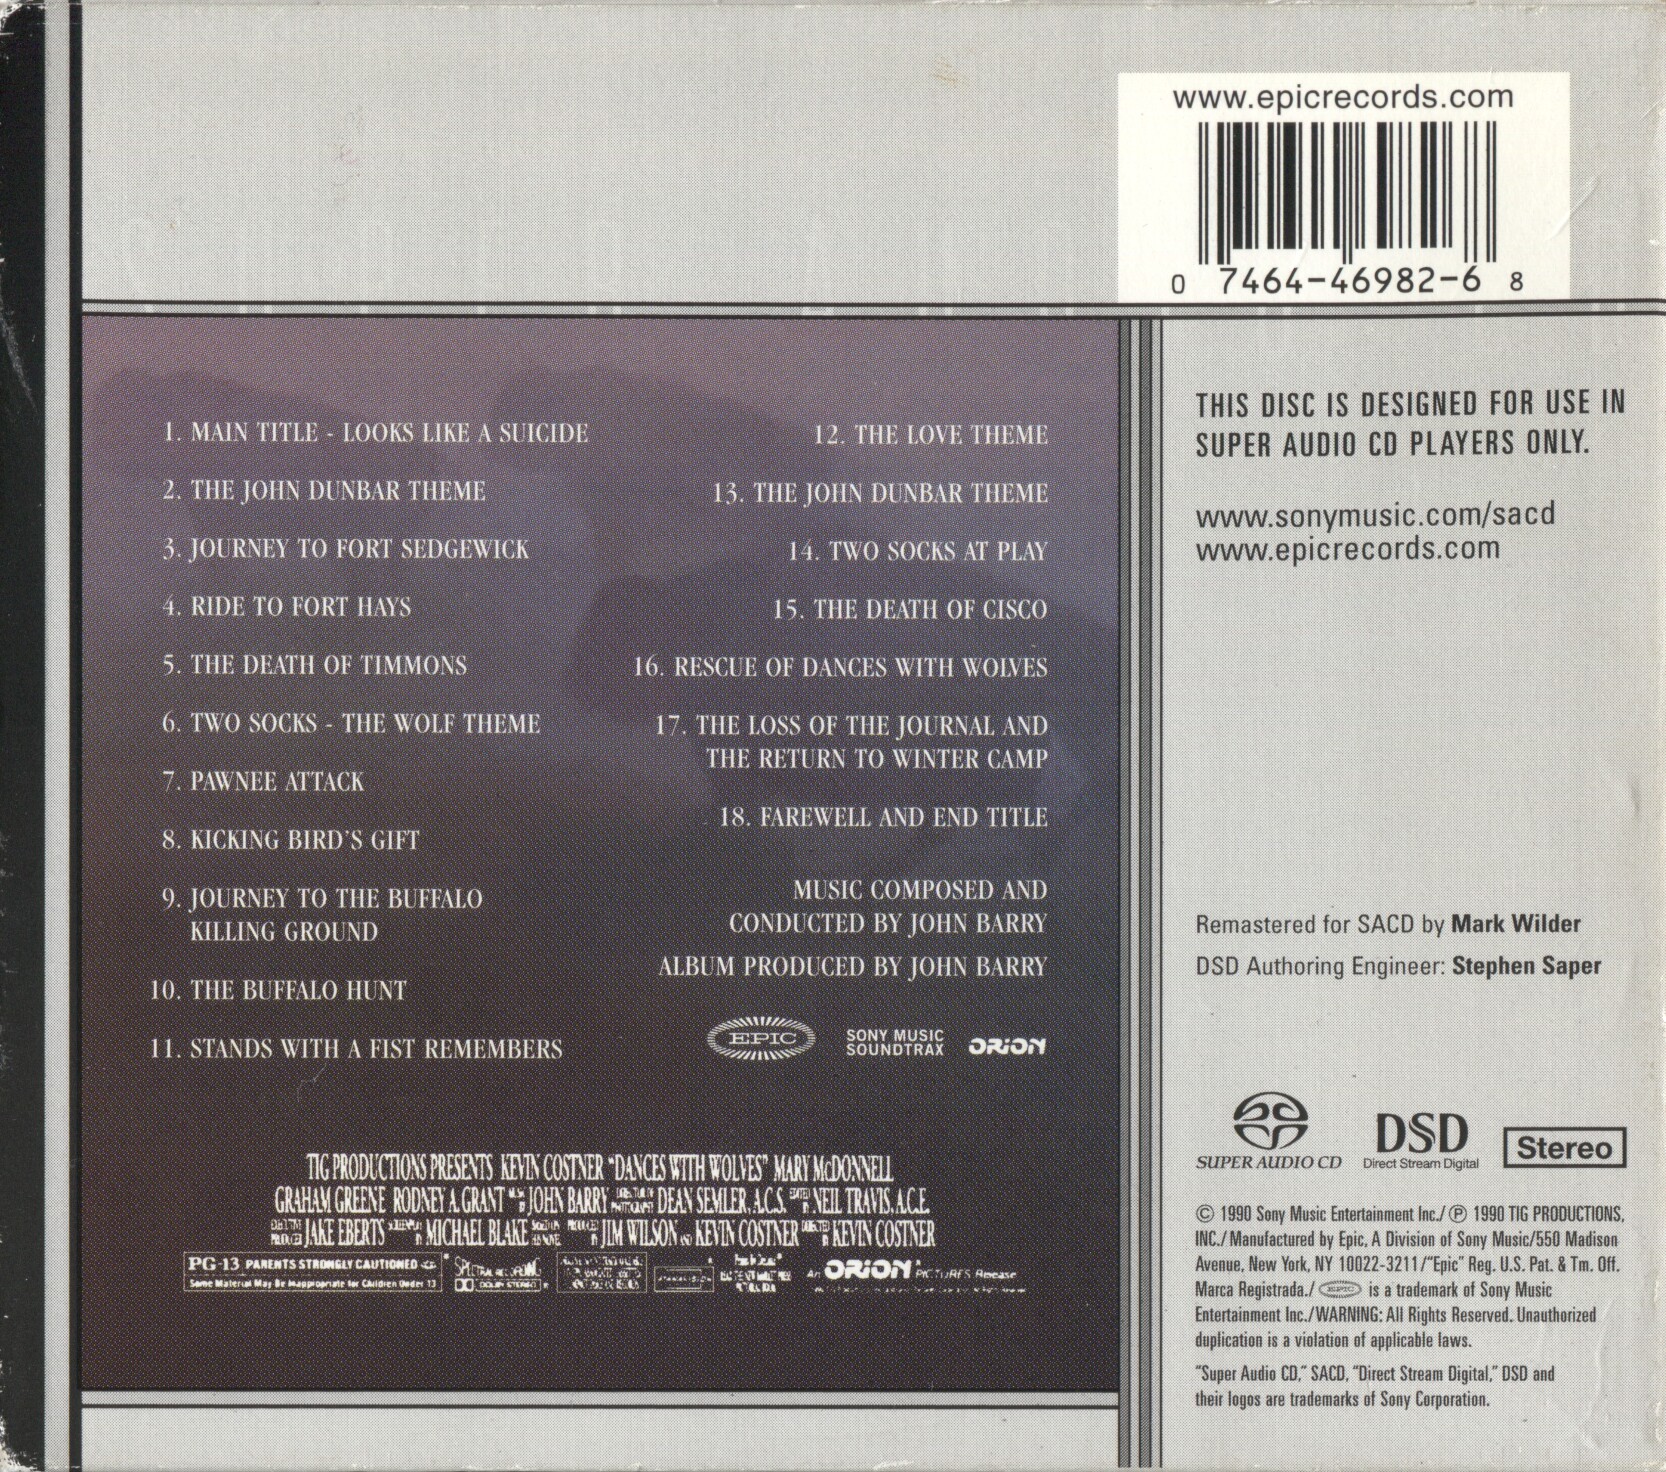 www.epicrecords.com
0 7464-46982-6 8
1. MAIN TITLE - LOOKS LIKE A SUICIDE
2. THE JOHN DUNBAR THEME
3. JOURNEY TO FORT SEDGEWICK
4. RIDE TO FORT HAYS
5. THE DEATH OF TIMMONS
6. TWO SOCKS - THE WOLF THEME
7. PAWNEE ATTACK
8. KICKING BIRD'S GIFT
9. JOURNEY TO THE BUFFALO
KILLING GROUND
10. THE BUFFALO HUNT
11. STANDS WITH A FIST REMEMBERS
12. THE LOVE THEME
13. THE JOHN DUNBAR THEME
14. TWO SOCKS AT PLAY
15. THE DEATH OF CISCO
16. RESCUE OF DANCES WITH WOLVES
17. THE LOSS OF THE JOURNAL AND
THE RETURN TO WINTER CAMP
18. FAREWELL AND END TITLE
MUSIC COMPOSED AND
CONDUCTED BY JOHN BARRY
ALBUM PRODUCED BY JOHN BARRY
EPIC
SONY MUSIC
SOUNDTRAX
ORION
TIG PRODUCTIONS PRESENTS KEVIN COSTNER "DANCES WITH WOLVES" MARY McDONNELL
GRAHAM GREENE RODNEY A. GRANT JOHN BARRY DEAN SEMLER, A.C.S. NEIL TRAVIS, A.C.E.
JAKE EBERTS MICHAEL BLAKE JIM WILSON AND KEVIN COSTNER KEVIN COSTNER
PG-13 PARENTS STRONGLY CAUTIONED
Some Material May Be Inappropriate for Children Under 13
SPECTRAL RECORDING
DOLBY STEREO
An ORION PICTURES Release
THIS DISC IS DESIGNED FOR USE IN
SUPER AUDIO CD PLAYERS ONLY.
www.sonymusic.com/sacd
www.epicrecords.com
Remastered for SACD by Mark Wilder
DSD Authoring Engineer: Stephen Saper
SUPER AUDIO CD
DSD
Direct Stream Digital
Stereo
© 1990 Sony Music Entertainment Inc./ ℗ 1990 TIG PRODUCTIONS,
INC./Manufactured by Epic, A Division of Sony Music/550 Madison
Avenue, New York, NY 10022-3211/"Epic" Reg. U.S. Pat. & Tm. Off.
Marca Registrada./ EPIC is a trademark of Sony Music
Entertainment Inc./WARNING: All Rights Reserved. Unauthorized
duplication is a violation of applicable laws.
"Super Audio CD," SACD, "Direct Stream Digital," DSD and
their logos are trademarks of Sony Corporation.